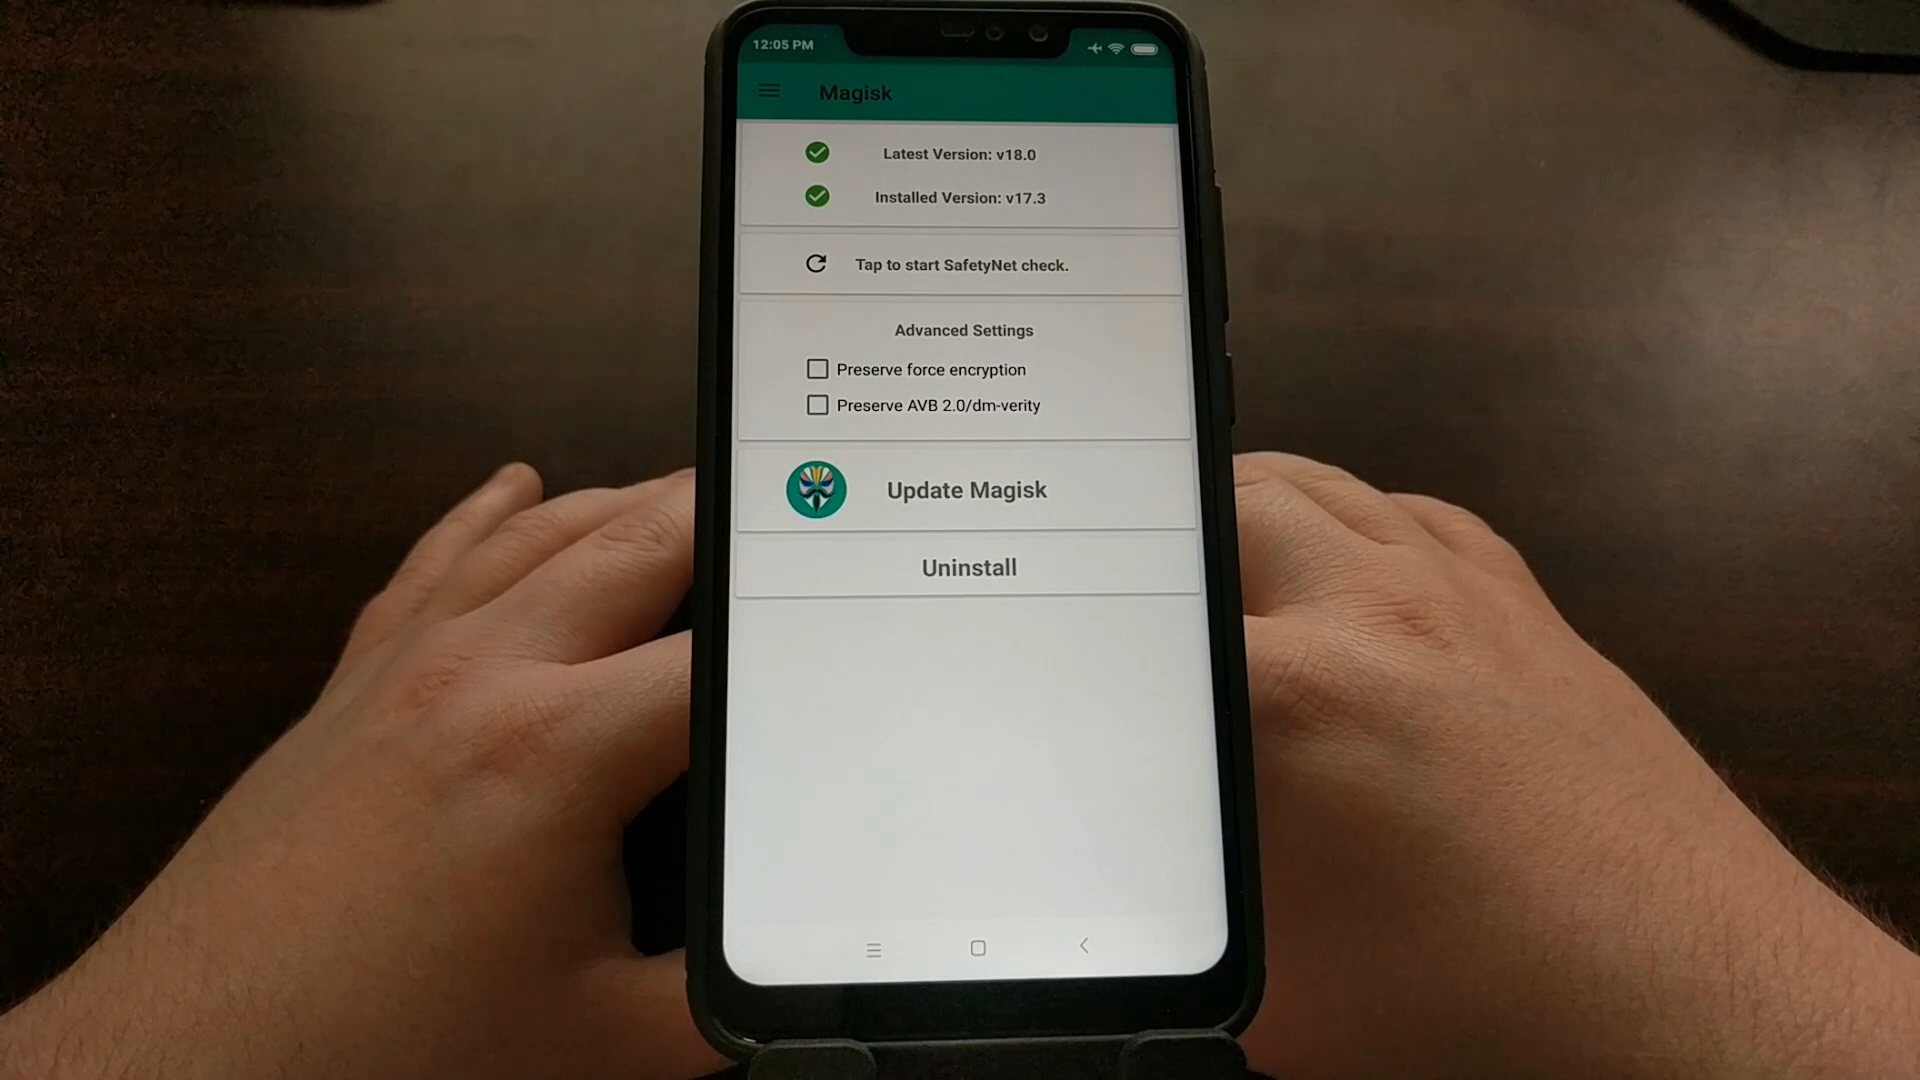 12:05 PM
Magisk
Latest Version: v18.0
Installed Version: v17.3
Tap to start SafetyNet check.
Advanced Settings
Preserve force encryption
Preserve AVB 2.0/dm-verity
Update Magisk
Uninstall